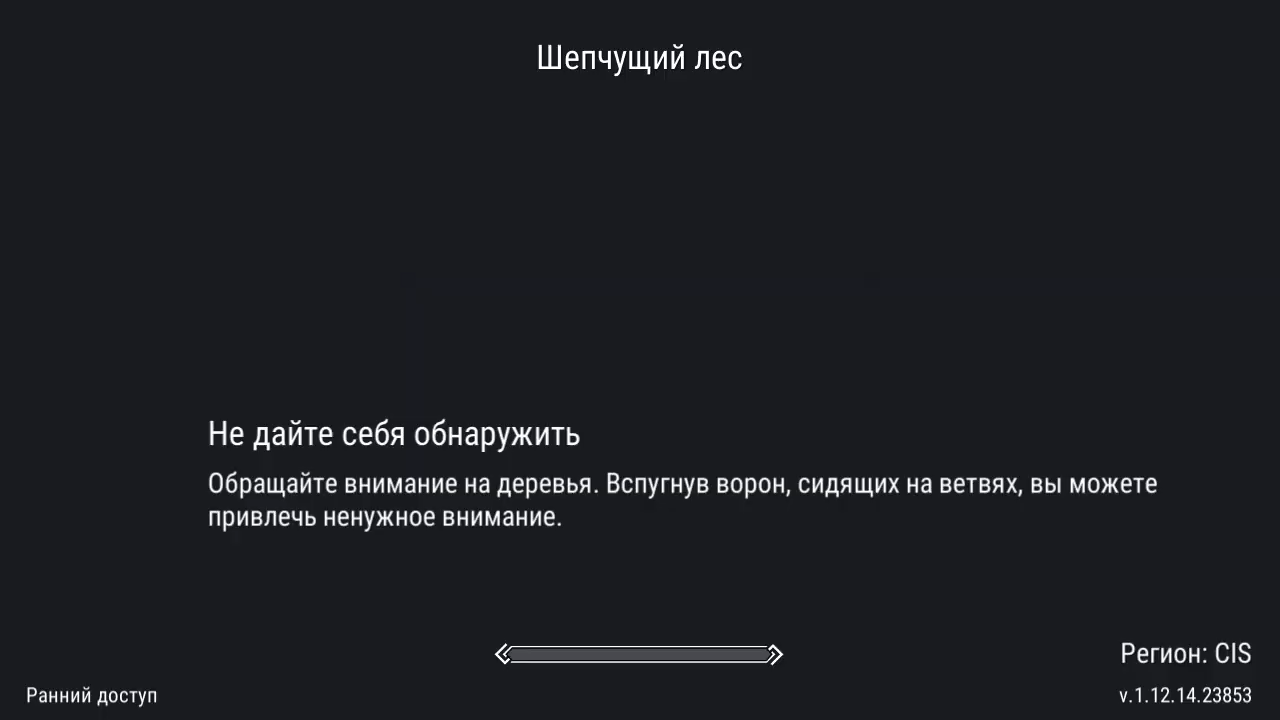 Шепчущий лес
Не дайте себя обнаружить
Обращайте внимание на деревья. Вспугнув ворон, сидящих на ветвях, вы можете
привлечь ненужное внимание.
Регион: CIS
Ранний доступ
v.1.12.14.23853